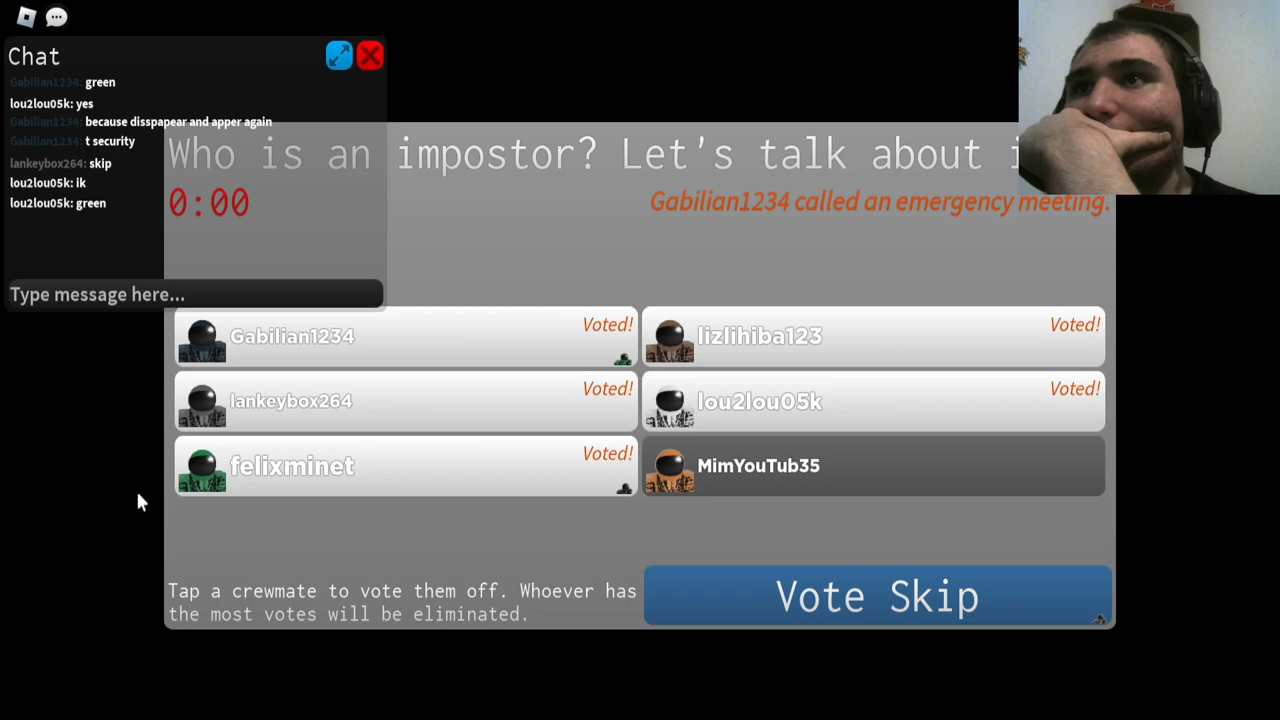 Chat
Gabilian1234: green
lou2lou05k: yes
Gabilian1234: because disspapear and apper again
Gabilian1234: t security
lankeybox264: skip
lou2lou05k: ik
lou2lou05k: green
Type message here...
Who is an impostor? Let's talk about i
0:00
Gabilian1234 called an emergency meeting.
Gabilian1234 Voted!
lizlihiba123 Voted!
lankeybox264 Voted!
lou2lou05k Voted!
felixminet Voted!
MimYouTub35
Tap a crewmate to vote them off. Whoever has
the most votes will be eliminated.
Vote Skip